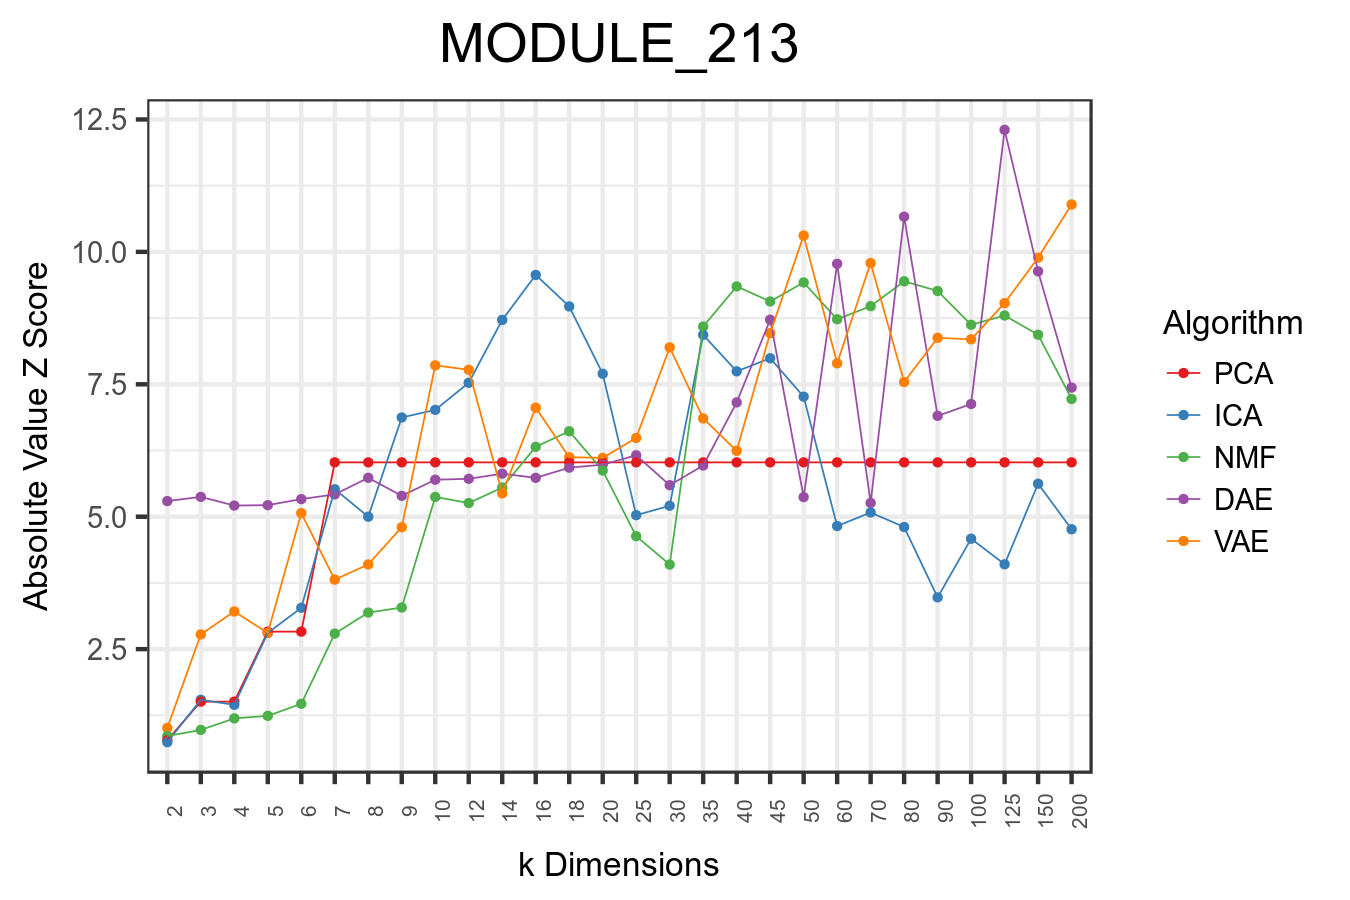 MODULE_213
12.5
10.0
7.5
5.0
2.5
Absolute Value Z Score
2 3 4 5 6 7 8 9 10 12 14 16 18 20 25 30 35 40 45 50 60 70 80 90 100 125 150 200
k Dimensions
Algorithm
PCA
ICA
NMF
DAE
VAE